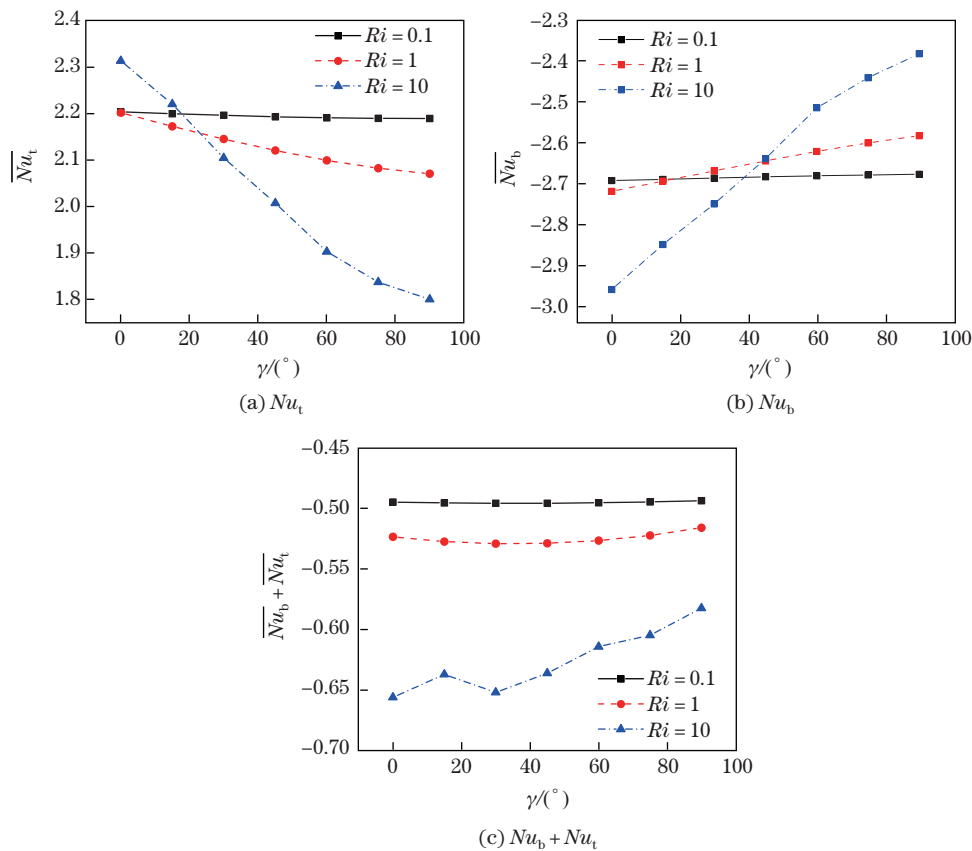 2.4
2.3
2.2
2.1
2.0
1.9
1.8
Nu_t
Ri = 0.1
Ri = 1
Ri = 10
0 20 40 60 80 100
γ/(°)
(a) Nu_t
−2.3
−2.4
−2.5
−2.6
−2.7
−2.8
−2.9
−3.0
Nu_b
Ri = 0.1
Ri = 1
Ri = 10
0 20 40 60 80 100
γ/(°)
(b) Nu_b
−0.45
−0.50
−0.55
−0.60
−0.65
−0.70
Nu_b + Nu_t
Ri = 0.1
Ri = 1
Ri = 10
0 20 40 60 80 100
γ/(°)
(c) Nu_b + Nu_t